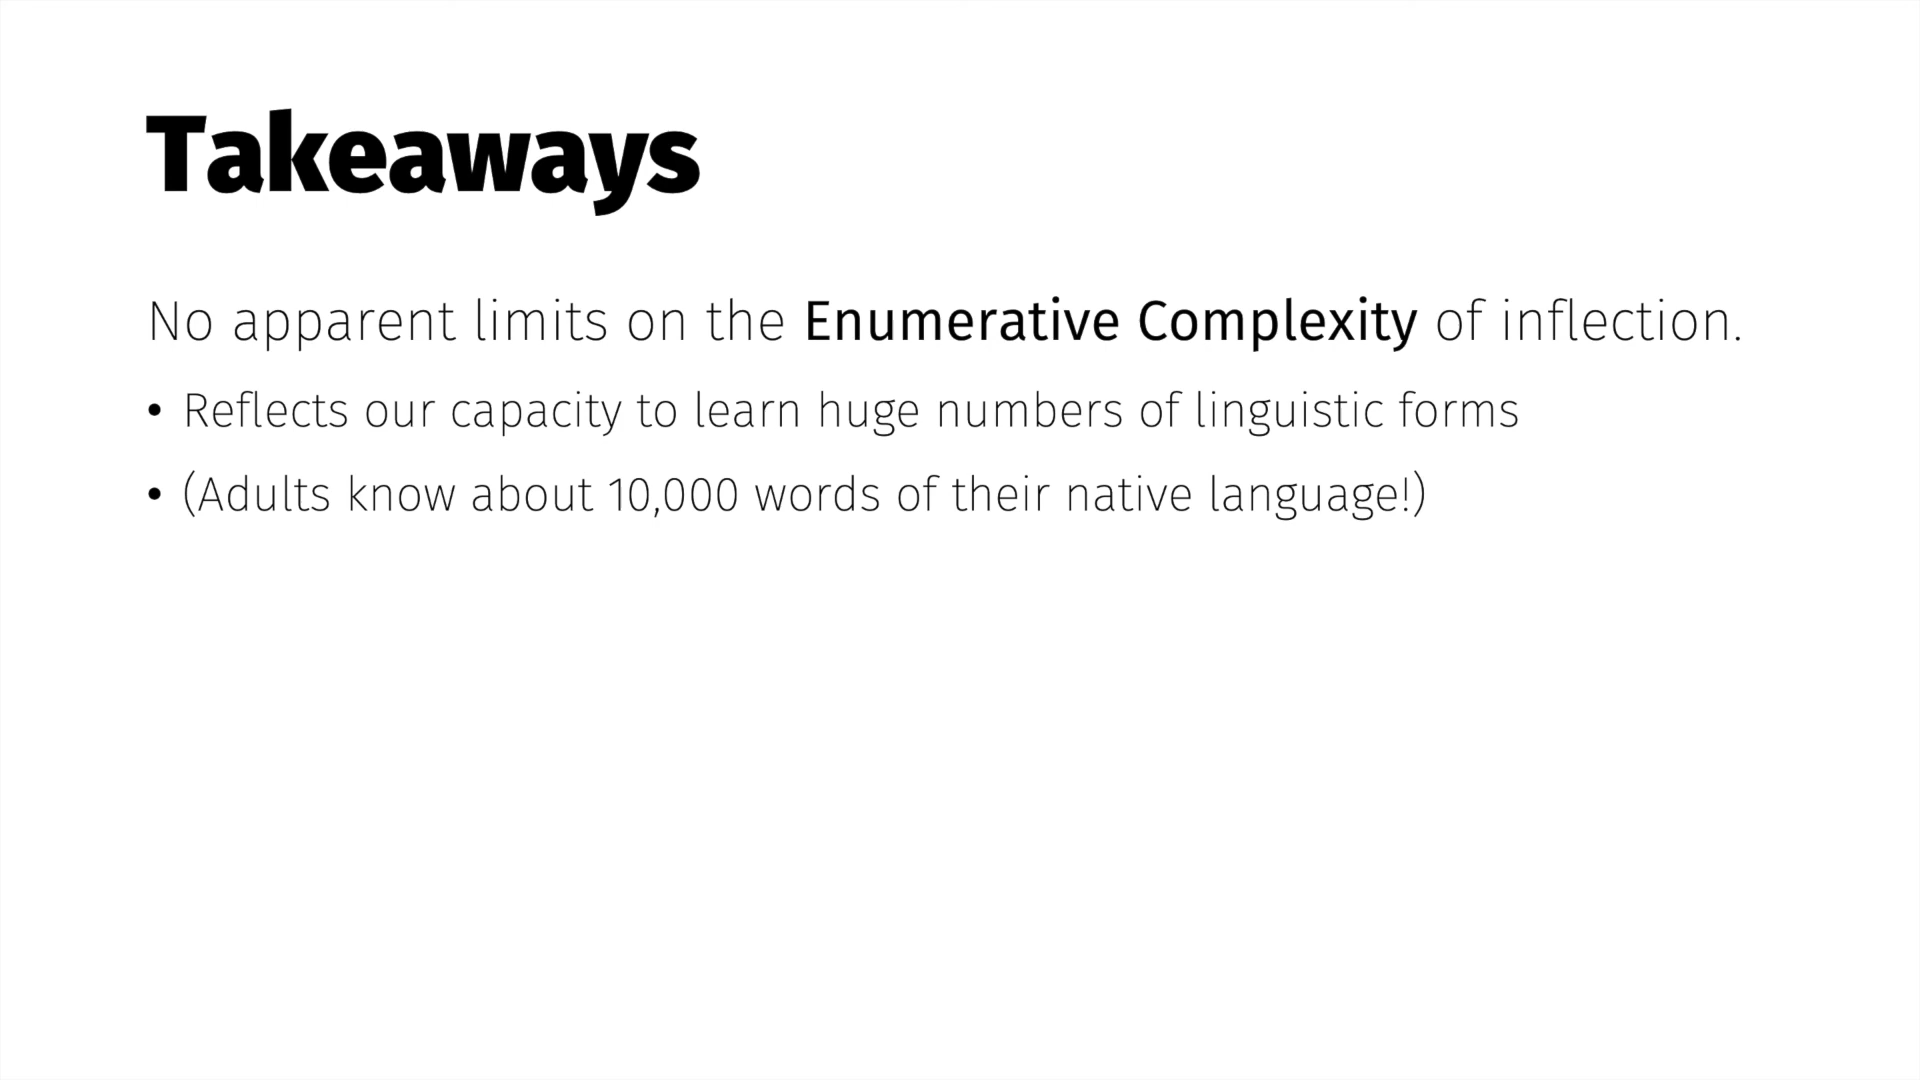 Takeaways
No apparent limits on the Enumerative Complexity of inflection.
• Reflects our capacity to learn huge numbers of linguistic forms
• (Adults know about 10,000 words of their native language!)